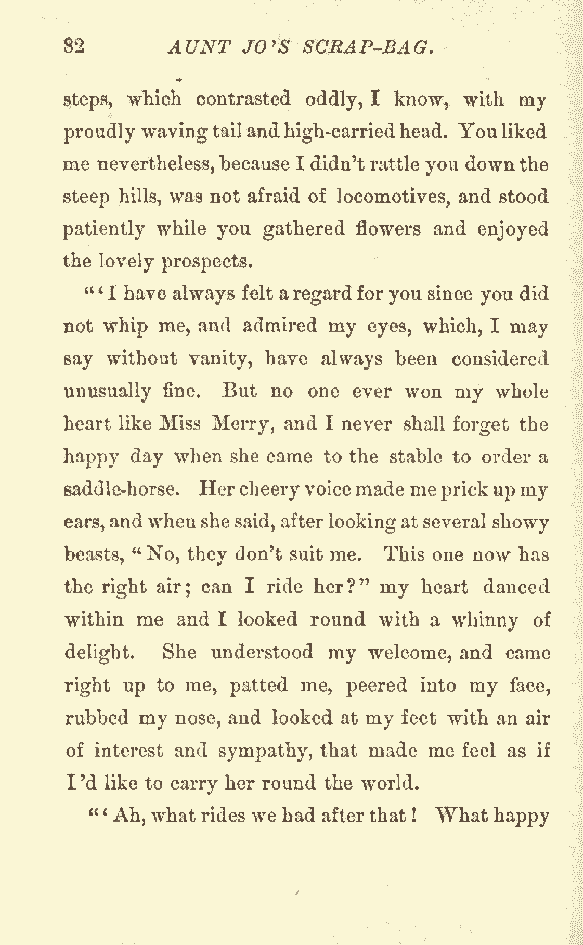 82 AUNT JO'S SCRAP-BAG.
steps, which contrasted oddly, I know, with my
proudly waving tail and high-carried head. You liked
me nevertheless, because I didn't rattle you down the
steep hills, was not afraid of locomotives, and stood
patiently while you gathered flowers and enjoyed
the lovely prospects.
"'I have always felt a regard for you since you did
not whip me, and admired my eyes, which, I may
say without vanity, have always been considered
unusually fine. But no one ever won my whole
heart like Miss Merry, and I never shall forget the
happy day when she came to the stable to order a
saddle-horse. Her cheery voice made me prick up my
ears, and when she said, after looking at several showy
beasts, "No, they don't suit me. This one now has
the right air; can I ride her?" my heart danced
within me and I looked round with a whinny of
delight. She understood my welcome, and came
right up to me, patted me, peered into my face,
rubbed my nose, and looked at my feet with an air
of interest and sympathy, that made me feel as if
I'd like to carry her round the world.
"'Ah, what rides we had after that! What happy